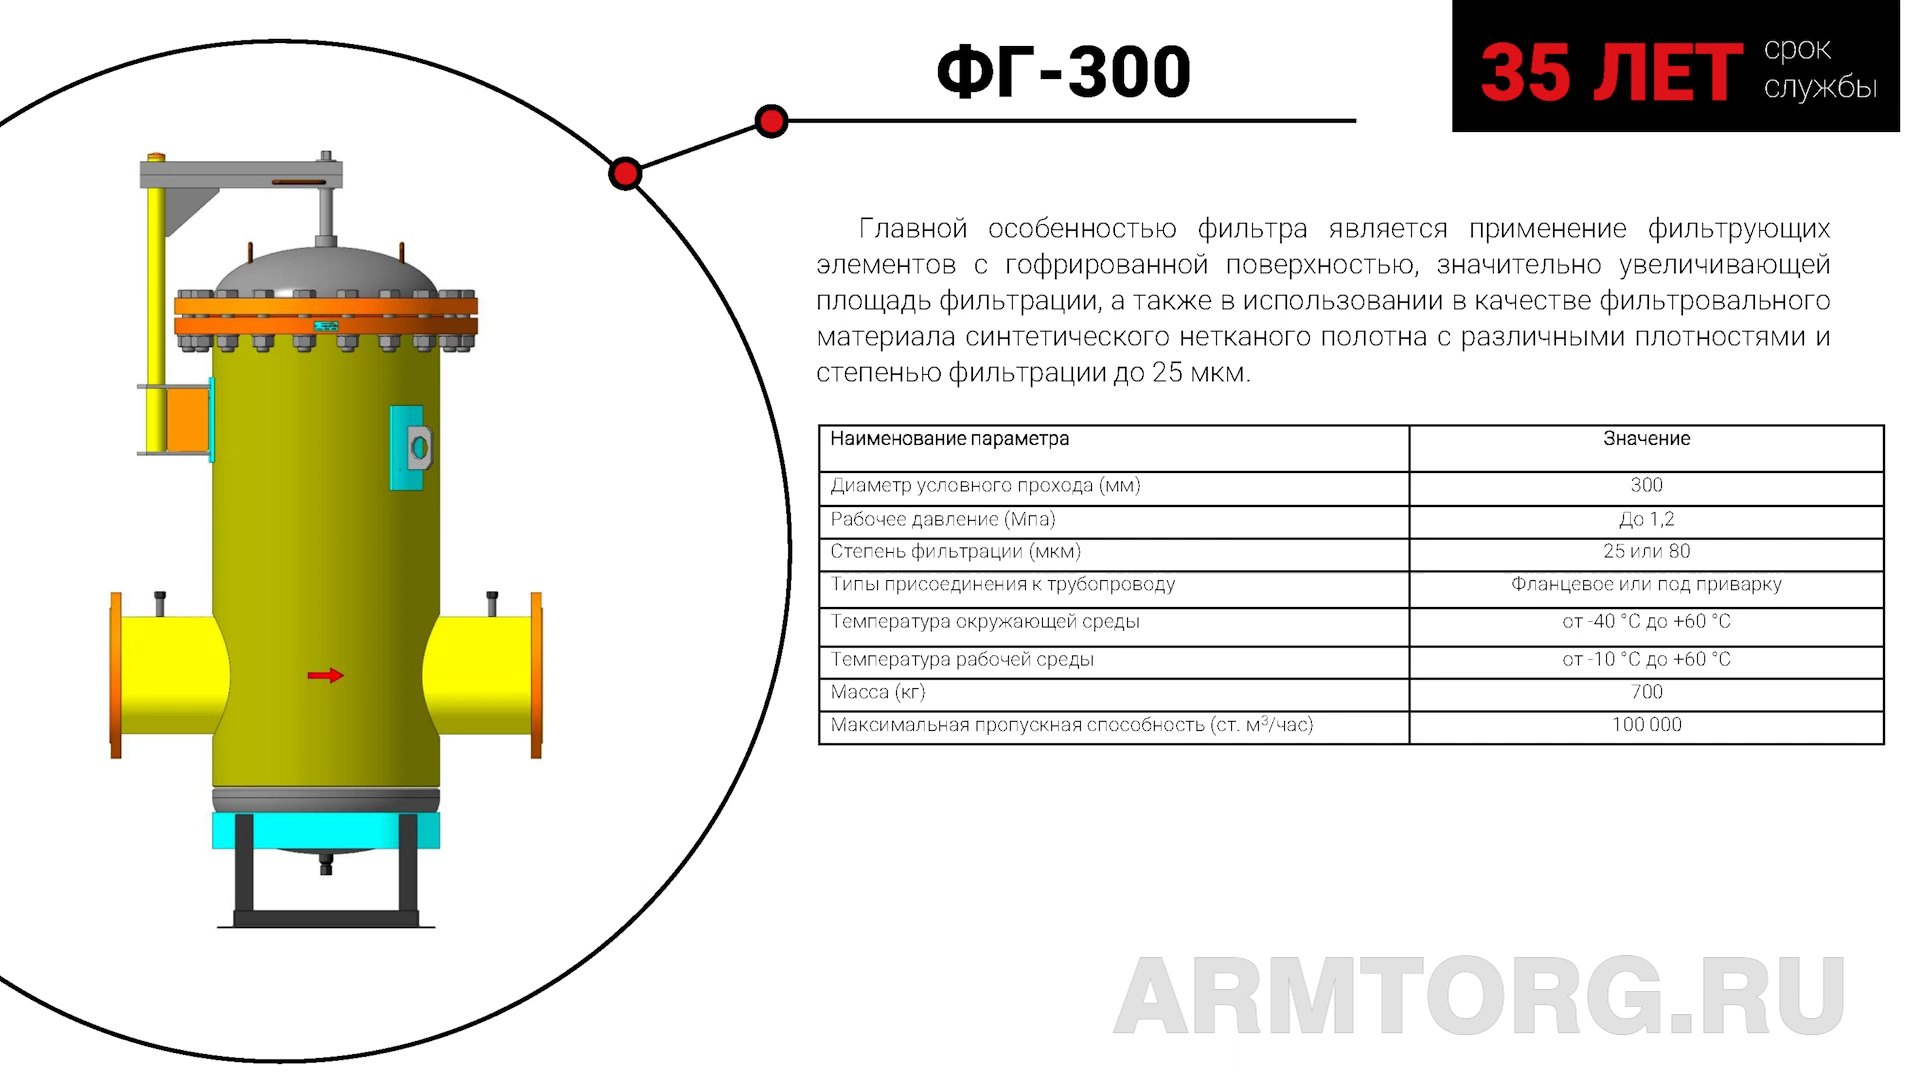 ФГ-300
35 ЛЕТ срок
службы
Главной особенностью фильтра является применение фильтрующих
элементов с гофрированной поверхностью, значительно увеличивающей
площадь фильтрации, а также в использовании в качестве фильтровального
материала синтетического нетканого полотна с различными плотностями и
степенью фильтрации до 25 мкм.
Наименование параметра Значение
Диаметр условного прохода (мм) 300
Рабочее давление (Мпа) До 1,2
Степень фильтрации (мкм) 25 или 80
Типы присоединения к трубопроводу Фланцевое или под приварку
Температура окружающей среды от -40 °С до +60 °С
Температура рабочей среды от -10 °С до +60 °С
Масса (кг) 700
Максимальная пропускная способность (ст. м³/час) 100 000
ARMTORG.RU